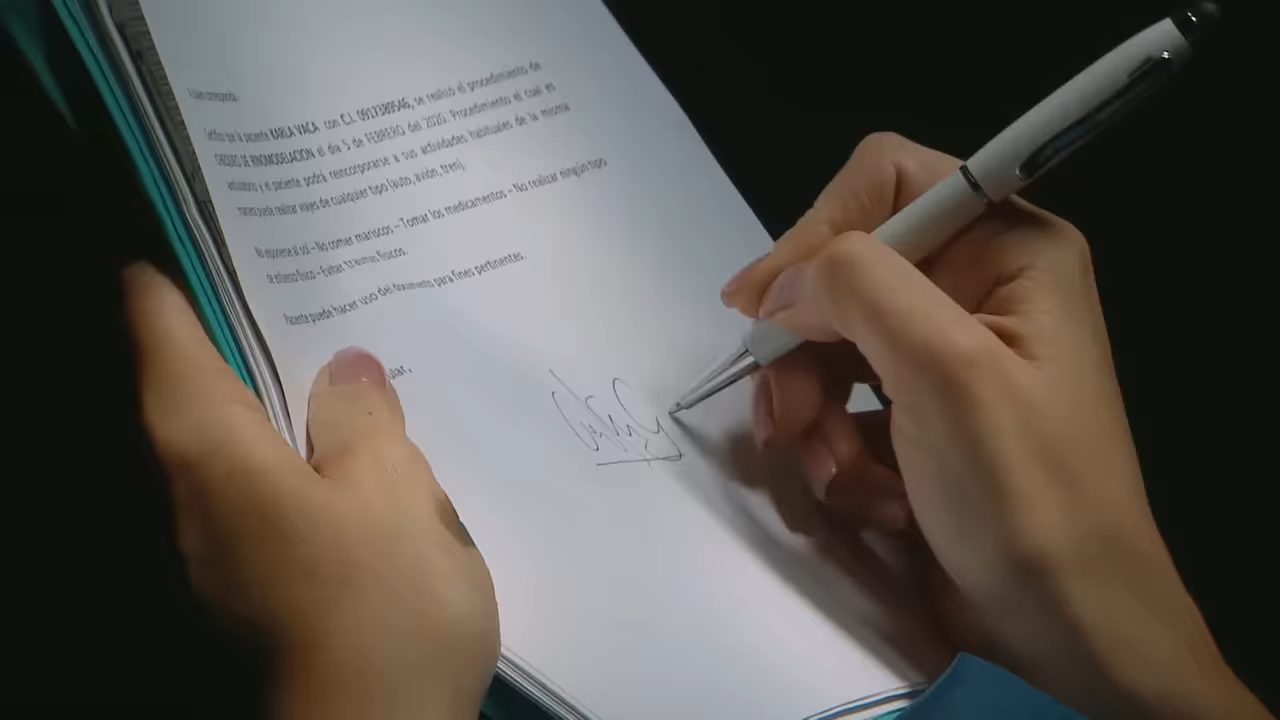 A quien corresponda.
Certifico que la paciente KARLA VACA con C.I. 0917389546, se realizó el procedimiento de
CHEQUEO DE RINOMODELACION el día 5 de FEBRERO del 2020. Procedimiento el cual es
ambulatorio y el paciente podrá reincorporarse a sus actividades habituales de la misma
manera puede realizar viajes de cualquier tipo (auto, avión, tren).
No exponerse al sol – No comer mariscos – Tomar los medicamentos – No realizar ningún tipo
de esfuerzo físico – Evitar traumas físicos.
Paciente puede hacer uso del documento para fines pertinentes.
ular,